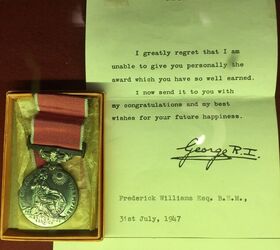 I greatly regret that I am
unable to give you personally the
award which you have so well earned.
I now send it to you with
my congratulations and my best
wishes for your future happiness.
George R.I.
Frederick Williams Esq. B.E.M.,
31st July, 1947